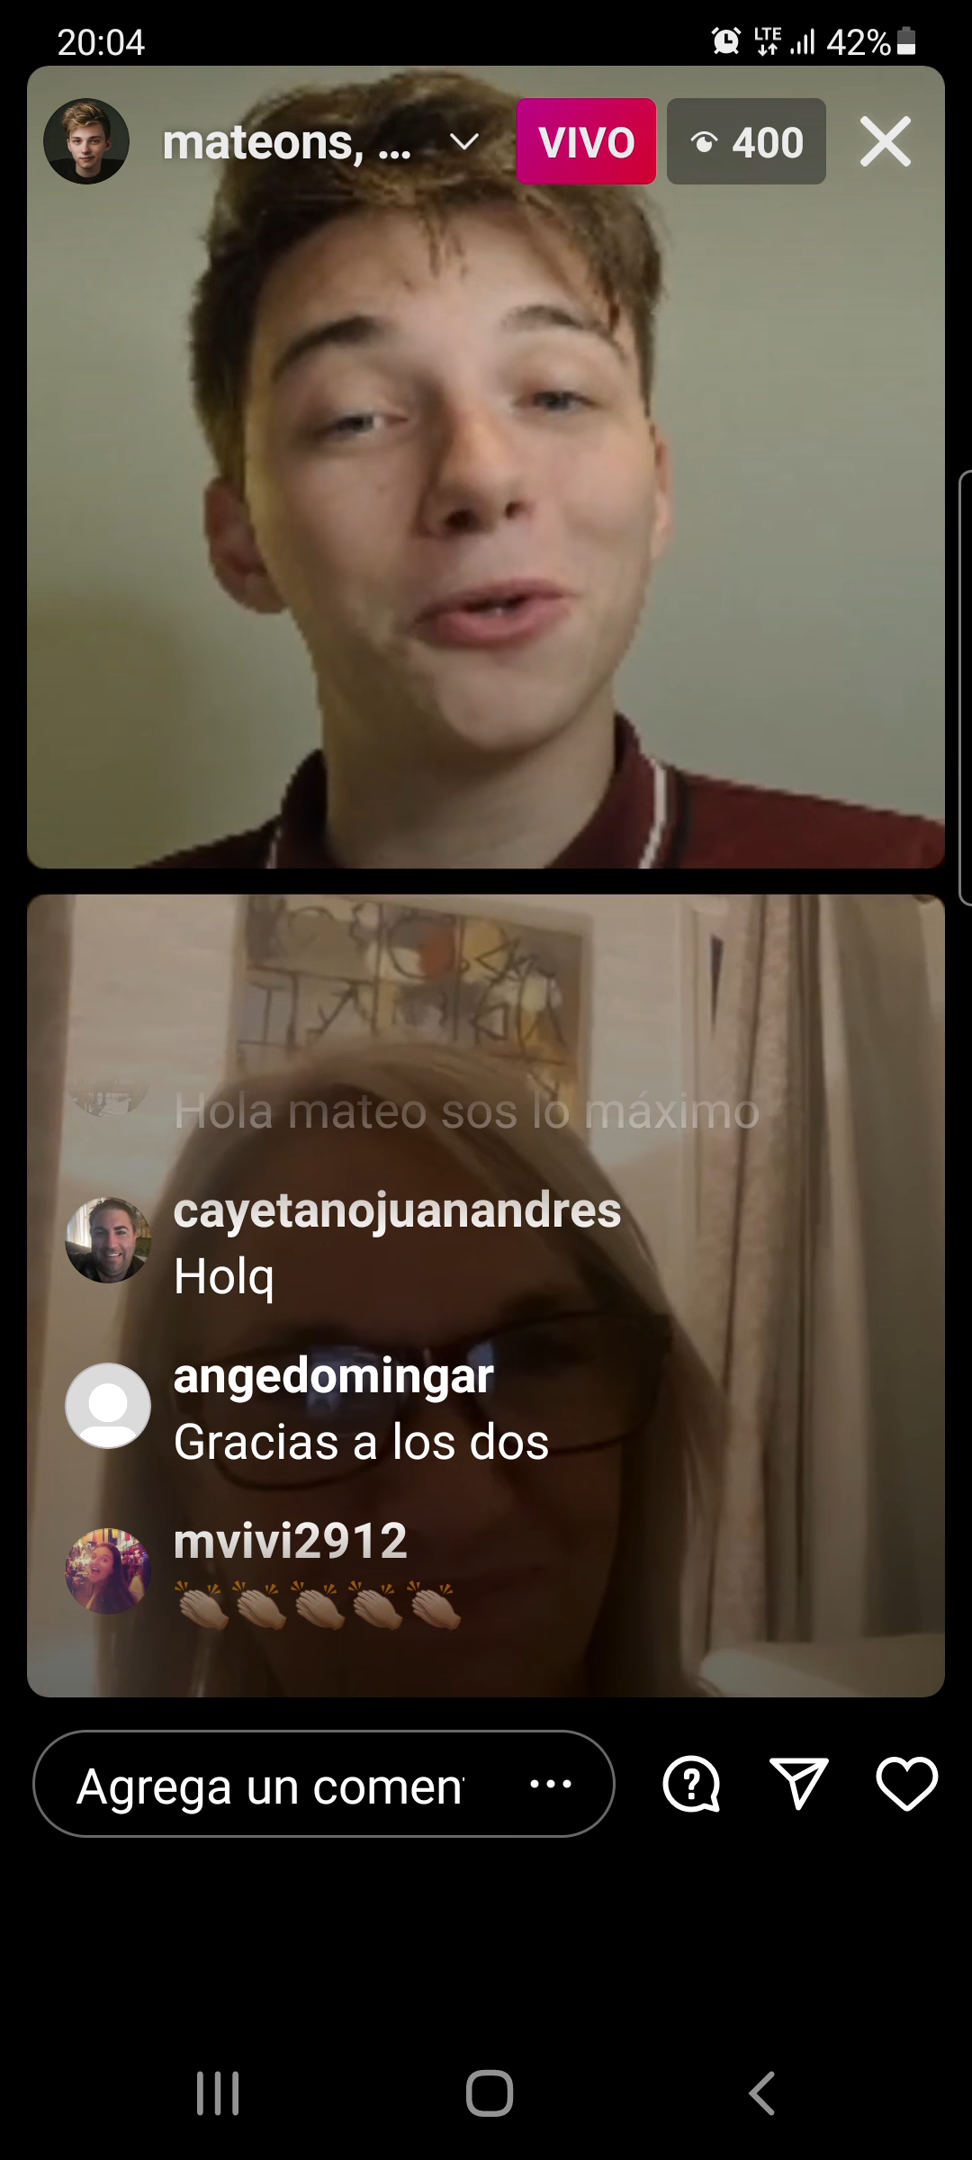 20:04 LTE 42%
mateons, ... VIVO 400
Hola mateo sos lo máximo
cayetanojuanandres
Holq
angedomingar
Gracias a los dos
mvivi2912
👏👏👏👏👏
Agrega un comen